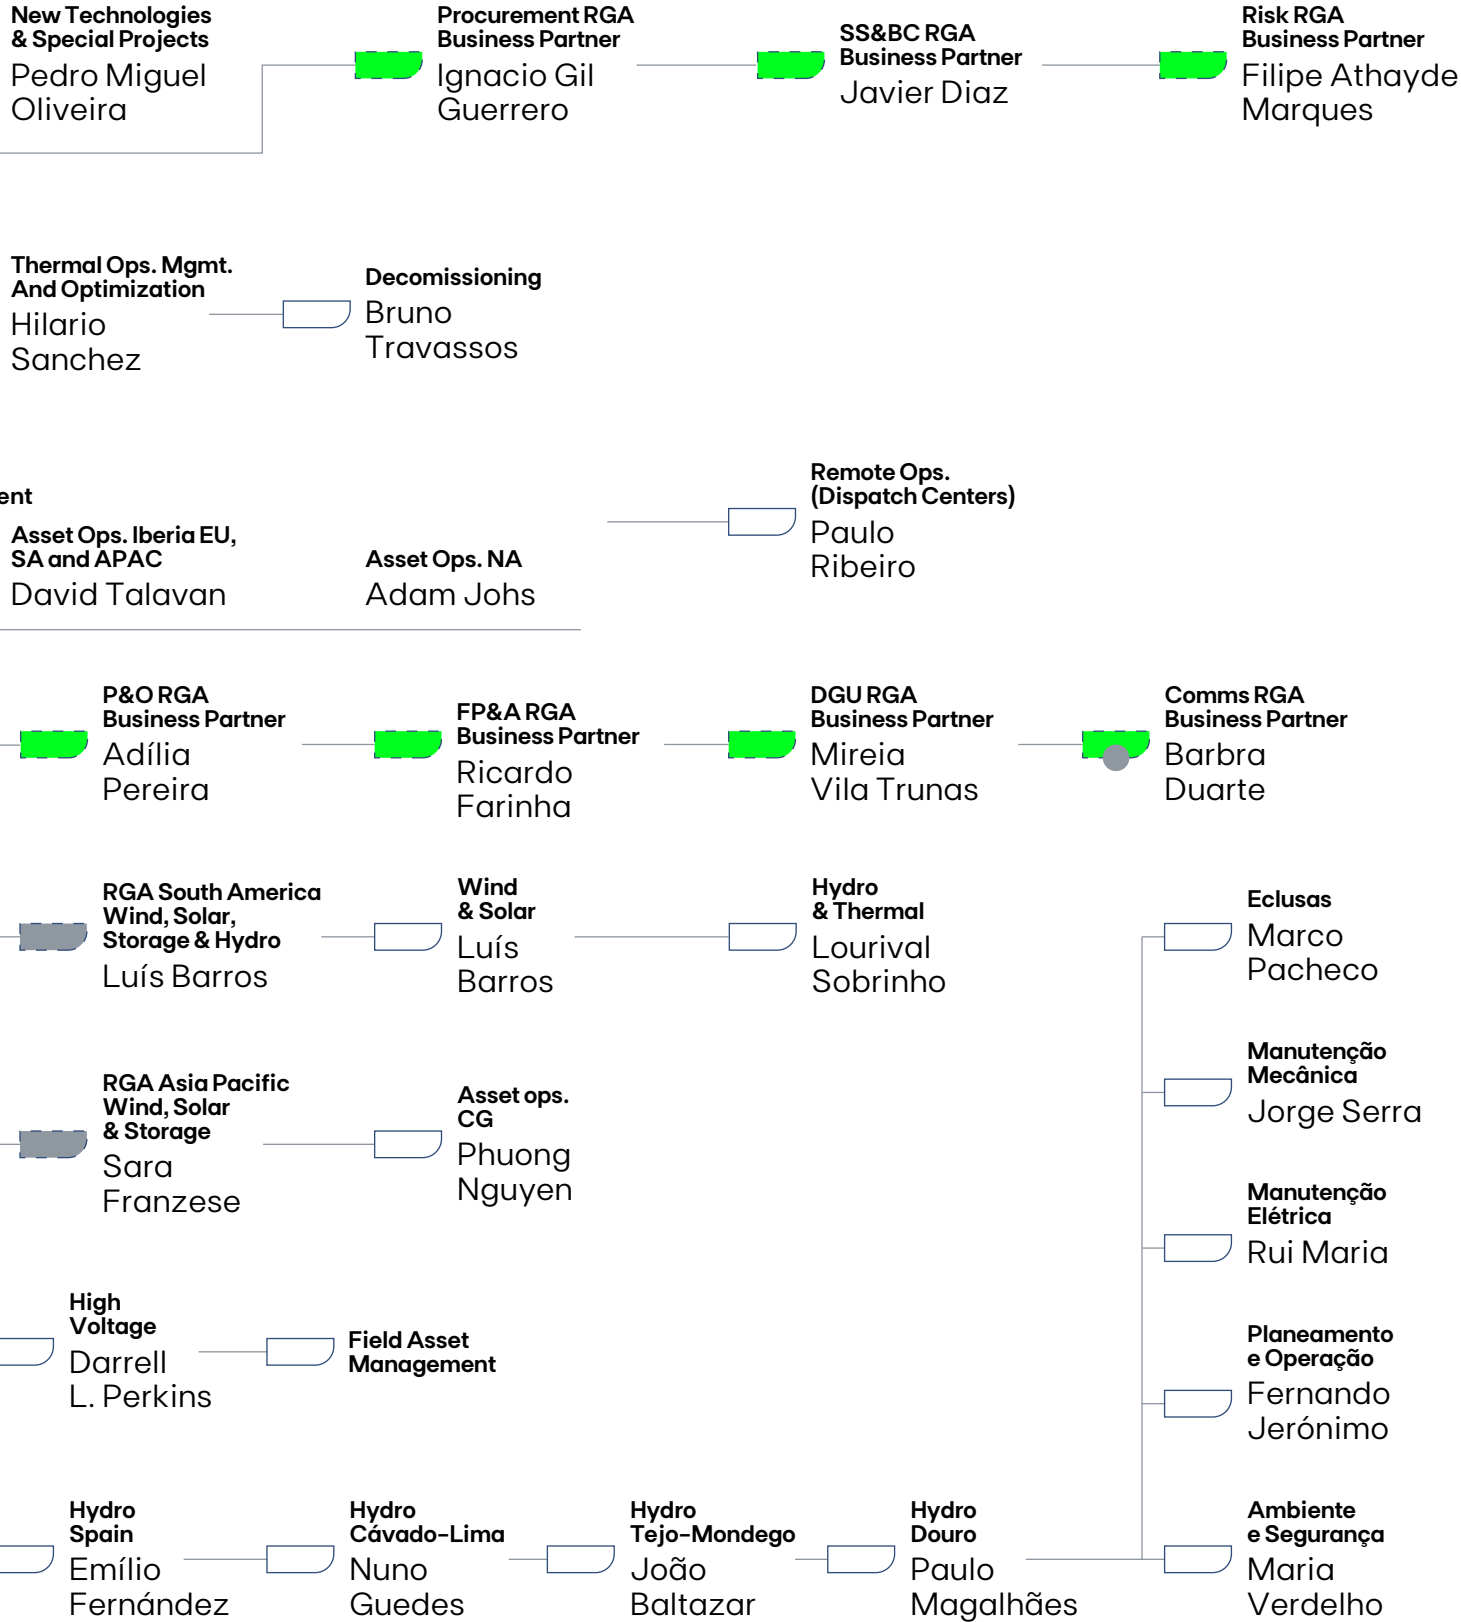 New Technologies
& Special Projects
Pedro Miguel
Oliveira
Procurement RGA
Business Partner
Ignacio Gil
Guerrero
SS&BC RGA
Business Partner
Javier Diaz
Risk RGA
Business Partner
Filipe Athayde
Marques
Thermal Ops. Mgmt.
And Optimization
Hilario
Sanchez
Decomissioning
Bruno
Travassos
ent
Asset Ops. Iberia EU,
SA and APAC
David Talavan
Asset Ops. NA
Adam Johs
Remote Ops.
(Dispatch Centers)
Paulo
Ribeiro
P&O RGA
Business Partner
Adília
Pereira
FP&A RGA
Business Partner
Ricardo
Farinha
DGU RGA
Business Partner
Mireia
Vila Trunas
Comms RGA
Business Partner
Barbra
Duarte
RGA South America
Wind, Solar,
Storage & Hydro
Luís Barros
Wind
& Solar
Luís
Barros
Hydro
& Thermal
Lourival
Sobrinho
Eclusas
Marco
Pacheco
Manutenção
Mecânica
Jorge Serra
RGA Asia Pacific
Wind, Solar
& Storage
Sara
Franzese
Asset ops.
CG
Phuong
Nguyen
Manutenção
Elétrica
Rui Maria
High
Voltage
Darrell
L. Perkins
Field Asset
Management
Planeamento
e Operação
Fernando
Jerónimo
Hydro
Spain
Emílio
Fernández
Hydro
Cávado-Lima
Nuno
Guedes
Hydro
Tejo-Mondego
João
Baltazar
Hydro
Douro
Paulo
Magalhães
Ambiente
e Segurança
Maria
Verdelho